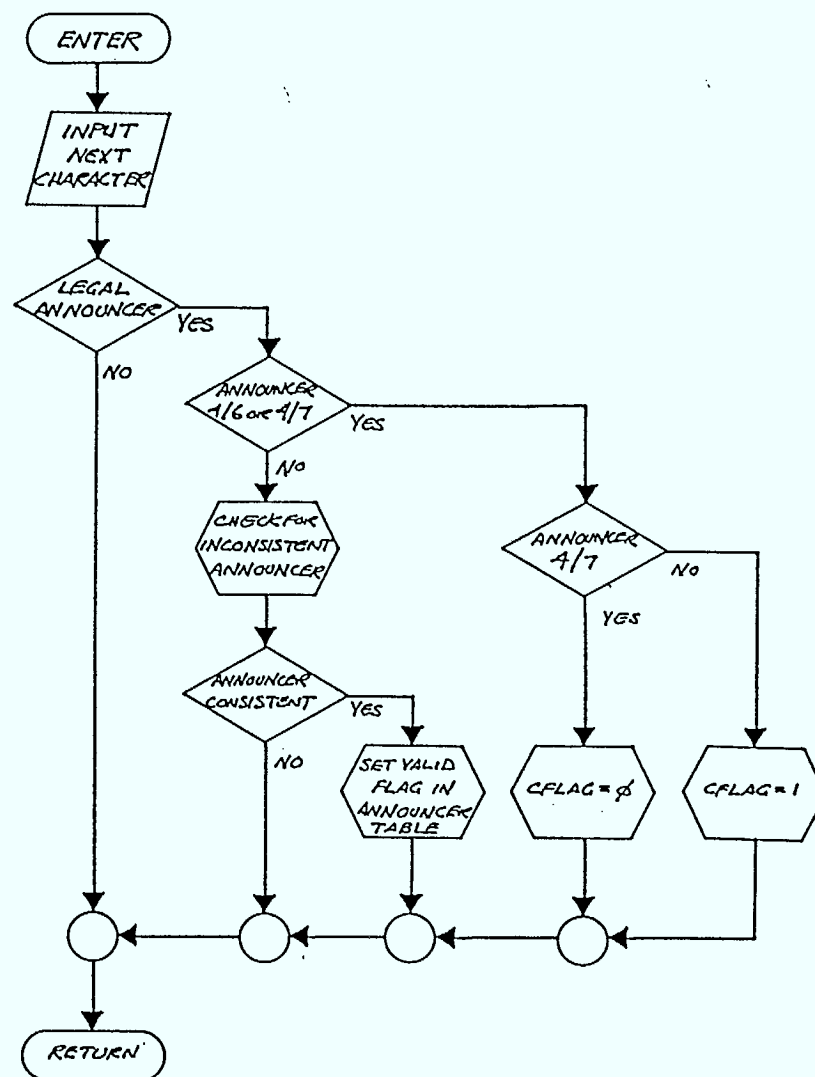 ENTER
INPUT
NEXT
CHARACTER
LEGAL
ANNOUNCER
YES
NO
ANNOUNCER
4/6 or 4/7
YES
NO
CHECK FOR
INCONSISTENT
ANNOUNCER
ANNOUNCER
4/7
NO
YES
ANNOUNCER
CONSISTENT
YES
NO
SET VALID
FLAG IN
ANNOUNCER
TABLE
CFLAG = ø
CFLAG = 1
RETURN